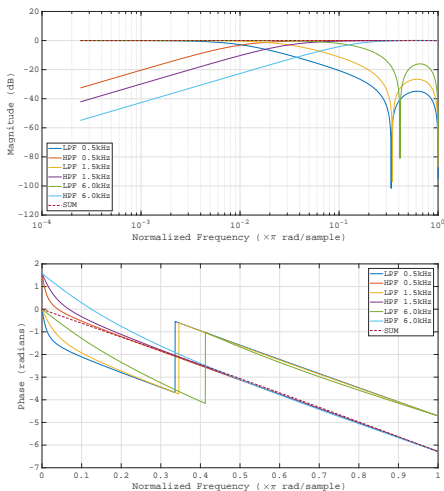 0
-20
-40
-60
-80
-100
-120
Magnitude (dB)
LPF 0.5kHz
HPF 0.5kHz
LPF 1.5kHz
HPF 1.5kHz
LPF 6.0kHz
HPF 6.0kHz
SUM
10⁻⁴ 10⁻³ 10⁻² 10⁻¹ 10⁰
Normalized Frequency (×π rad/sample)
2
1
0
-1
-2
-3
-4
-5
-6
-7
Phase (radians)
LPF 0.5kHz
HPF 0.5kHz
LPF 1.5kHz
HPF 1.5kHz
LPF 6.0kHz
HPF 6.0kHz
SUM
0 0.1 0.2 0.3 0.4 0.5 0.6 0.7 0.8 0.9 1
Normalized Frequency (×π rad/sample)